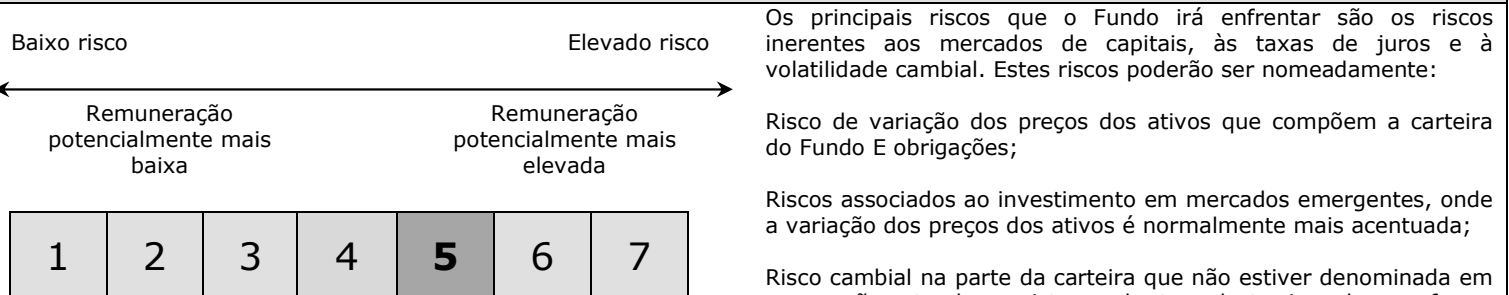 Baixo risco
Elevado risco
Remuneração
potencialmente mais
baixa
Remuneração
potencialmente mais
elevada
1 2 3 4 5 6 7
Os principais riscos que o Fundo irá enfrentar são os riscos
inerentes aos mercados de capitais, às taxas de juros e à
volatilidade cambial. Estes riscos poderão ser nomeadamente:
Risco de variação dos preços dos ativos que compõem a carteira
do Fundo E obrigações;
Riscos associados ao investimento em mercados emergentes, onde
a variação dos preços dos ativos é normalmente mais acentuada;
Risco cambial na parte da carteira que não estiver denominada em